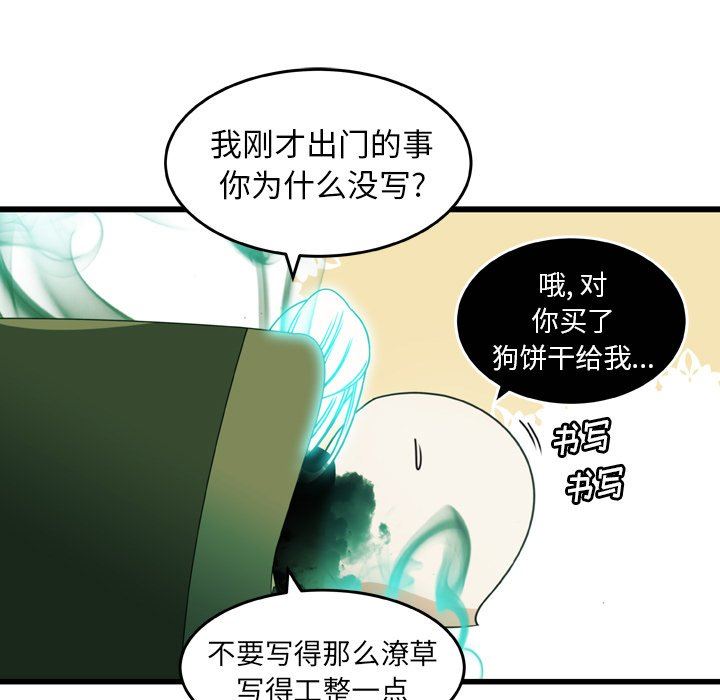 我刚才出门的事
你为什么没写?
哦,对
你买了
狗饼干给我...
书写
书写
不要写得那么潦草
写得工整一点